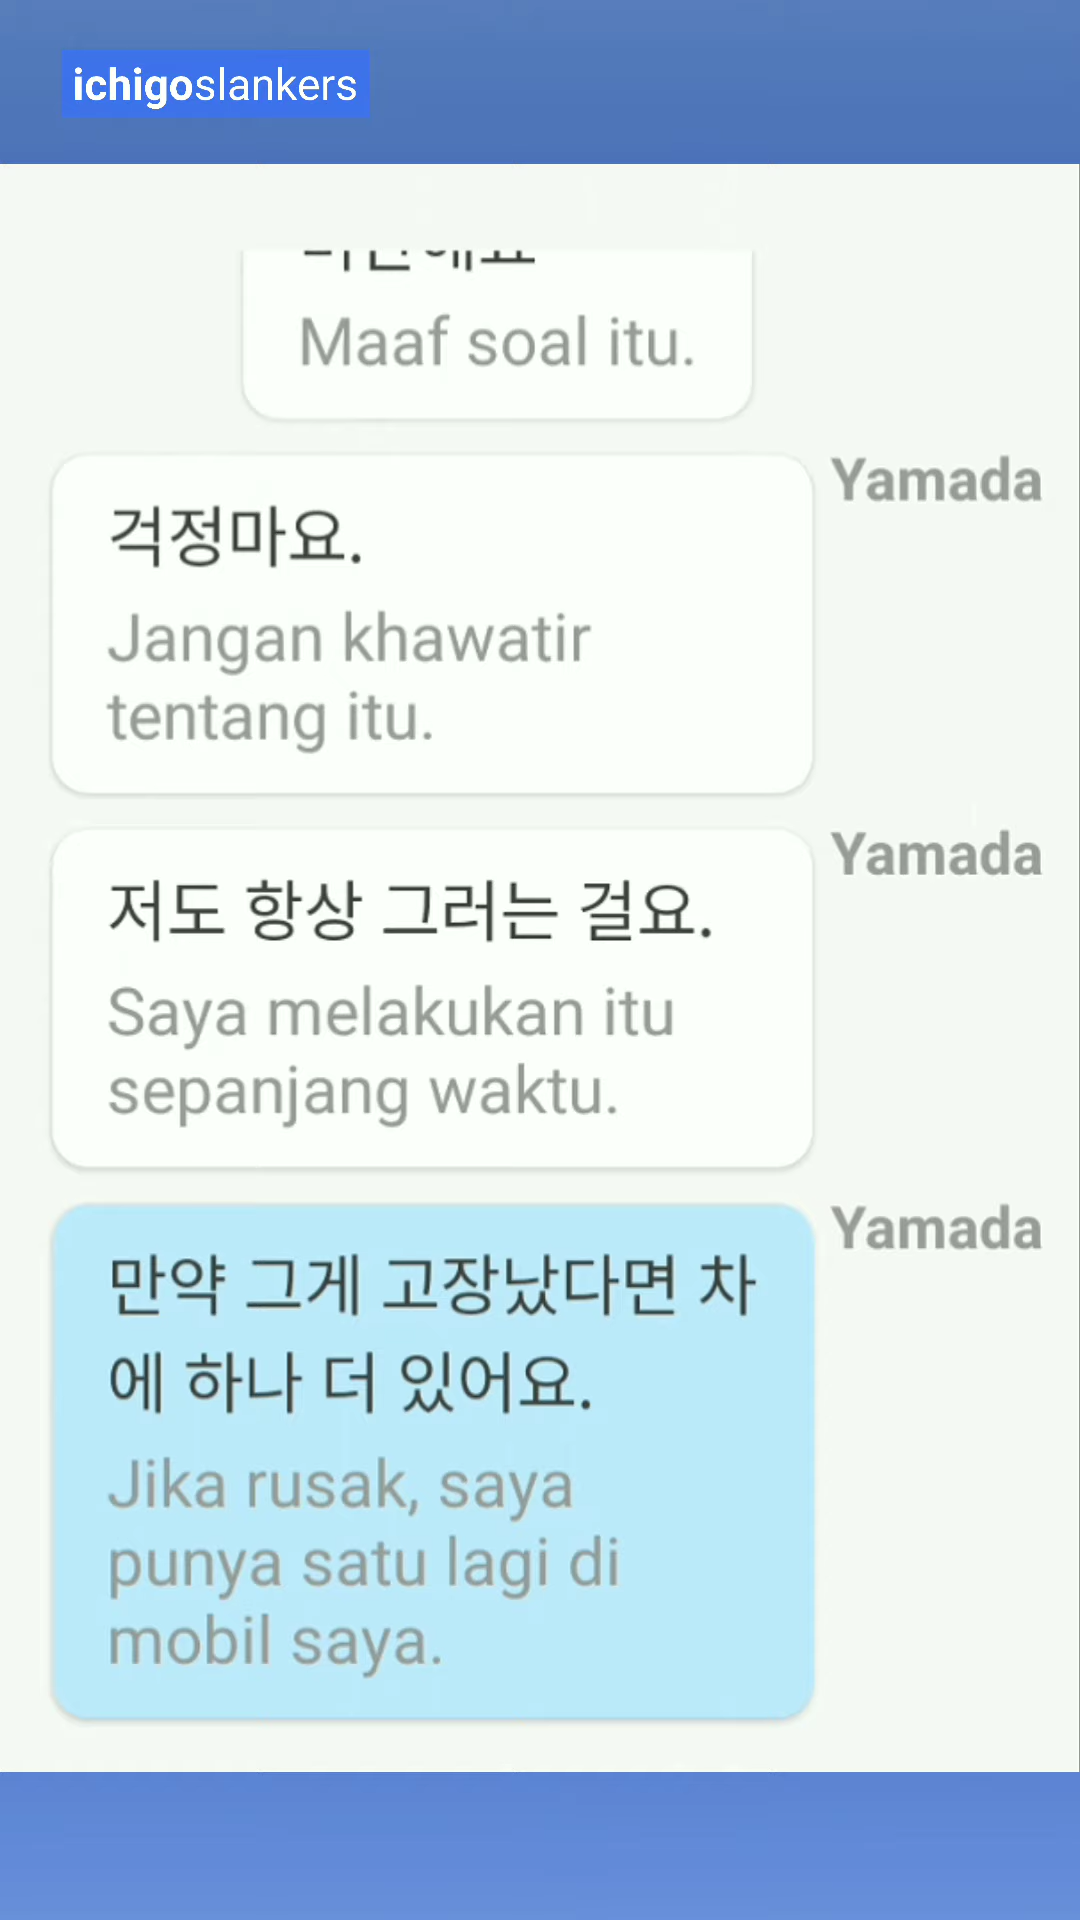 ichigoslankers
Maaf soal itu.
Yamada
걱정마요.
Jangan khawatir
tentang itu.
Yamada
저도 항상 그러는 걸요.
Saya melakukan itu
sepanjang waktu.
Yamada
만약 그게 고장났다면 차
에 하나 더 있어요.
Jika rusak, saya
punya satu lagi di
mobil saya.